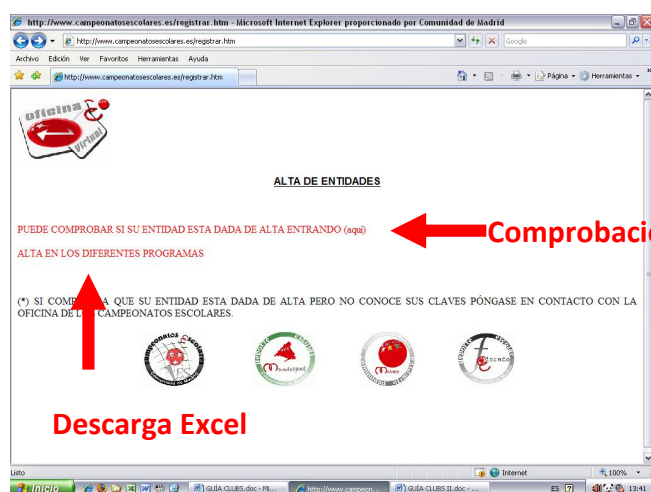 http://www.campeonatosescolares.es/registrar.htm - Microsoft Internet Explorer proporcionado por Comunidad de Madrid
http://www.campeonatosescolares.es/registrar.htm
Google
Archivo Edición Ver Favoritos Herramientas Ayuda
http://www.campeonatosescolares.es/registrar.htm
Página
Herramientas
oficina
virtual
ALTA DE ENTIDADES
PUEDE COMPROBAR SI SU ENTIDAD ESTA DADA DE ALTA ENTRANDO (aquí)
Comprobació
ALTA EN LOS DIFERENTES PROGRAMAS
(*) SI COMP A QUE SU ENTIDAD ESTA DADA DE ALTA PERO NO CONOCE SUS CLAVES PÓNGASE EN CONTACTO CON LA
OFICINA DE L CAMPEONATOS ESCOLARES.
Municipal
Descarga Excel
Listo
Internet
100%
Inicio
GUÍA CLUBS.doc - Mi...
http://www.campeon...
GUÍA CLUBS II.doc - ...
ES
13:41